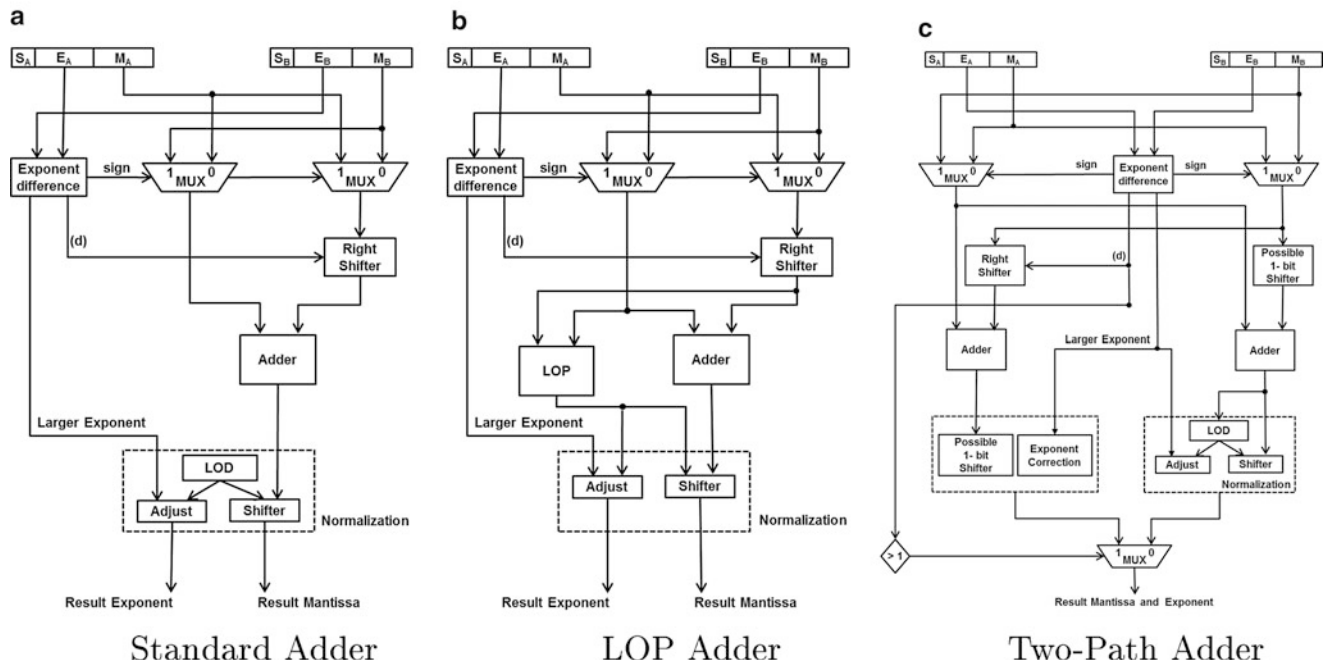 a
S_A E_A M_A
S_B E_B M_B
Exponent
difference
sign
1 MUX 0
1 MUX 0
(d)
Right
Shifter
Adder
Larger Exponent
LOD
Adjust
Shifter
Normalization
Result Exponent
Result Mantissa
Standard Adder
b
S_A E_A M_A
S_B E_B M_B
Exponent
difference
sign
1 MUX 0
1 MUX 0
(d)
Right
Shifter
LOP
Adder
Larger Exponent
Adjust
Shifter
Normalization
Result Exponent
Result Mantissa
LOP Adder
c
S_A E_A M_A
S_B E_B M_B
1 MUX 0
sign
Exponent
difference
sign
1 MUX 0
Right
Shifter
(d)
Possible
1- bit
Shifter
Adder
Larger Exponent
Adder
Possible
1- bit
Shifter
Exponent
Correction
LOD
Adjust
Shifter
Normalization
> 1
1 MUX 0
Result Mantissa and Exponent
Two-Path Adder